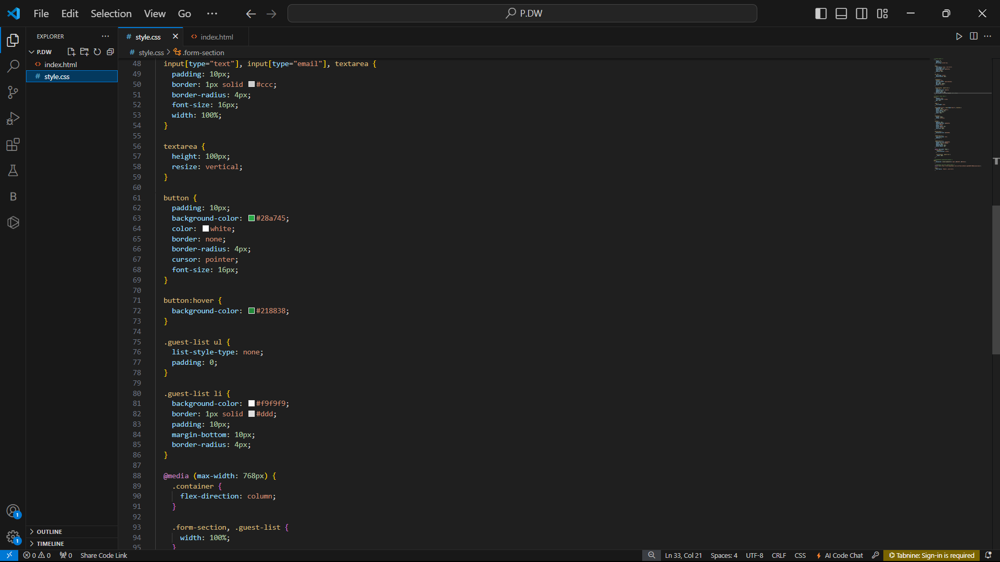 File Edit Selection View Go ··· P.DW
EXPLORER ···
P.DW
index.html
# style.css
# style.css index.html
# style.css > .form-section
48 input[type="text"], input[type="email"], textarea {
49 padding: 10px;
50 border: 1px solid #ccc;
51 border-radius: 4px;
52 font-size: 16px;
53 width: 100%;
54 }
55
56 textarea {
57 height: 100px;
58 resize: vertical;
59 }
60
61 button {
62 padding: 10px;
63 background-color: #28a745;
64 color: white;
65 border: none;
66 border-radius: 4px;
67 cursor: pointer;
68 font-size: 16px;
69 }
70
71 button:hover {
72 background-color: #218838;
73 }
74
75 .guest-list ul {
76 list-style-type: none;
77 padding: 0;
78 }
79
80 .guest-list li {
81 background-color: #f9f9f9;
82 border: 1px solid #ddd;
83 padding: 10px;
84 margin-bottom: 10px;
85 border-radius: 4px;
86 }
87
88 @media (max-width: 768px) {
89 .container {
90 flex-direction: column;
91 }
92
93 .form-section, .guest-list {
94 width: 100%;
95 }
B
1
1
OUTLINE
TIMELINE
0 0 0 Share Code Link Ln 33, Col 21 Spaces: 4 UTF-8 CRLF CSS AI Code Chat Tabnine: Sign-in is required